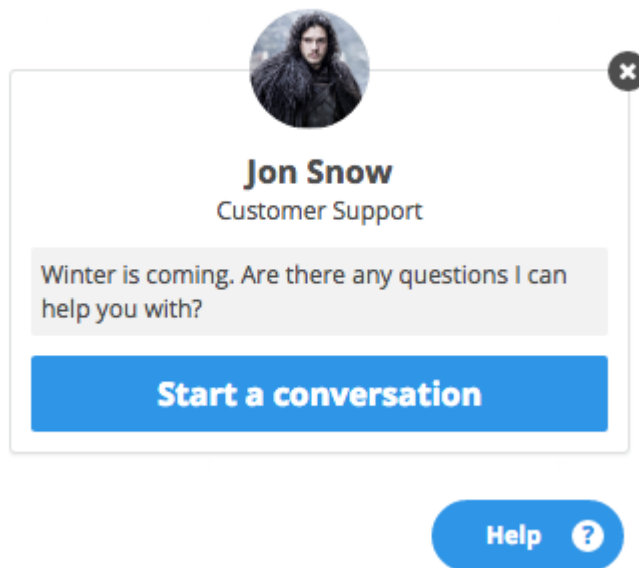 Jon Snow
Customer Support
Winter is coming. Are there any questions I can
help you with?
Start a conversation
Help ?